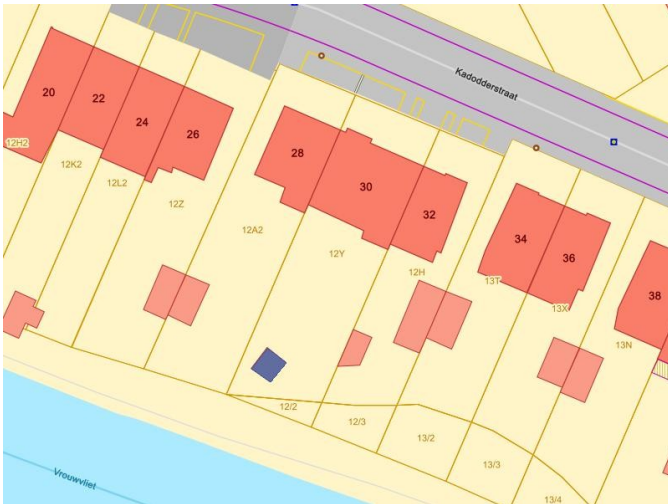 Kadodderstraat
20
22
24
26
28
30
32
34
36
38
12H2
12K2
12L2
12Z
12A2
12Y
12H
13T
13X
13N
12/2
12/3
13/2
13/3
13/4
Vrouwvliet